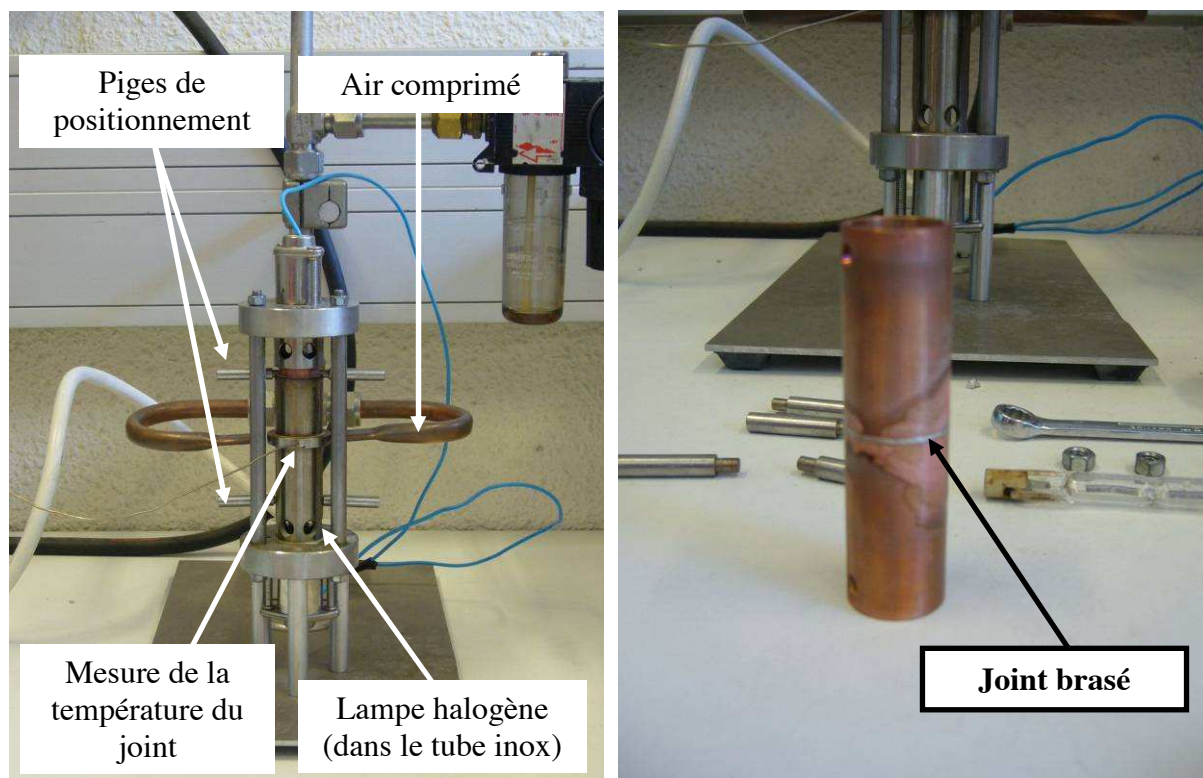 Piges de
positionnement
Air comprimé
Mesure de la
température du
joint
Lampe halogène
(dans le tube inox)
Joint brasé